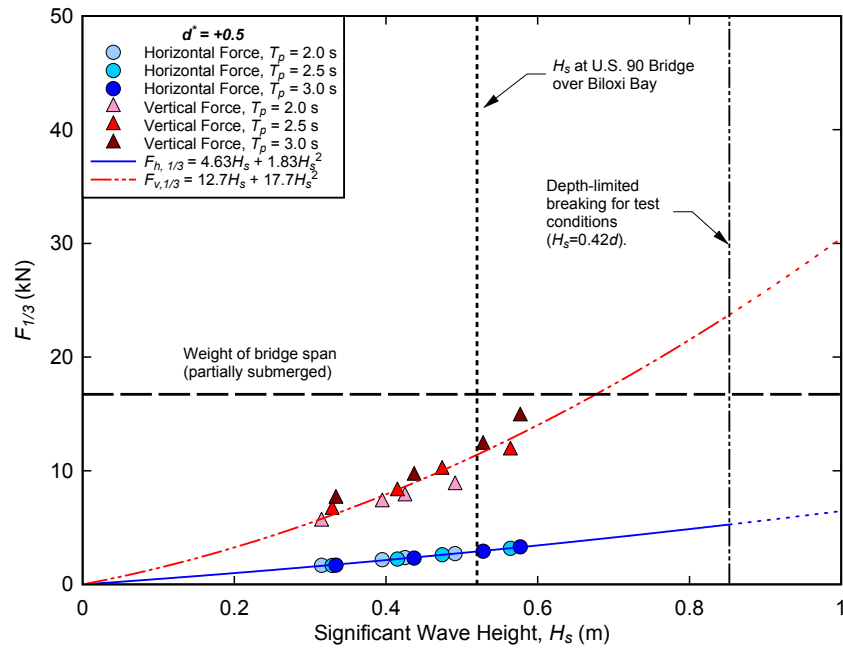 50
40
30
20
10
0
F1/3 (kN)
d* = +0.5
Horizontal Force, Tp = 2.0 s
Horizontal Force, Tp = 2.5 s
Horizontal Force, Tp = 3.0 s
Vertical Force, Tp = 2.0 s
Vertical Force, Tp = 2.5 s
Vertical Force, Tp = 3.0 s
Fh, 1/3 = 4.63Hs + 1.83Hs²
Fv,1/3 = 12.7Hs + 17.7Hs²
Hs at U.S. 90 Bridge
over Biloxi Bay
Depth-limited
breaking for test
conditions
(Hs=0.42d).
Weight of bridge span
(partially submerged)
0
0.2
0.4
0.6
0.8
1
Significant Wave Height, Hs (m)